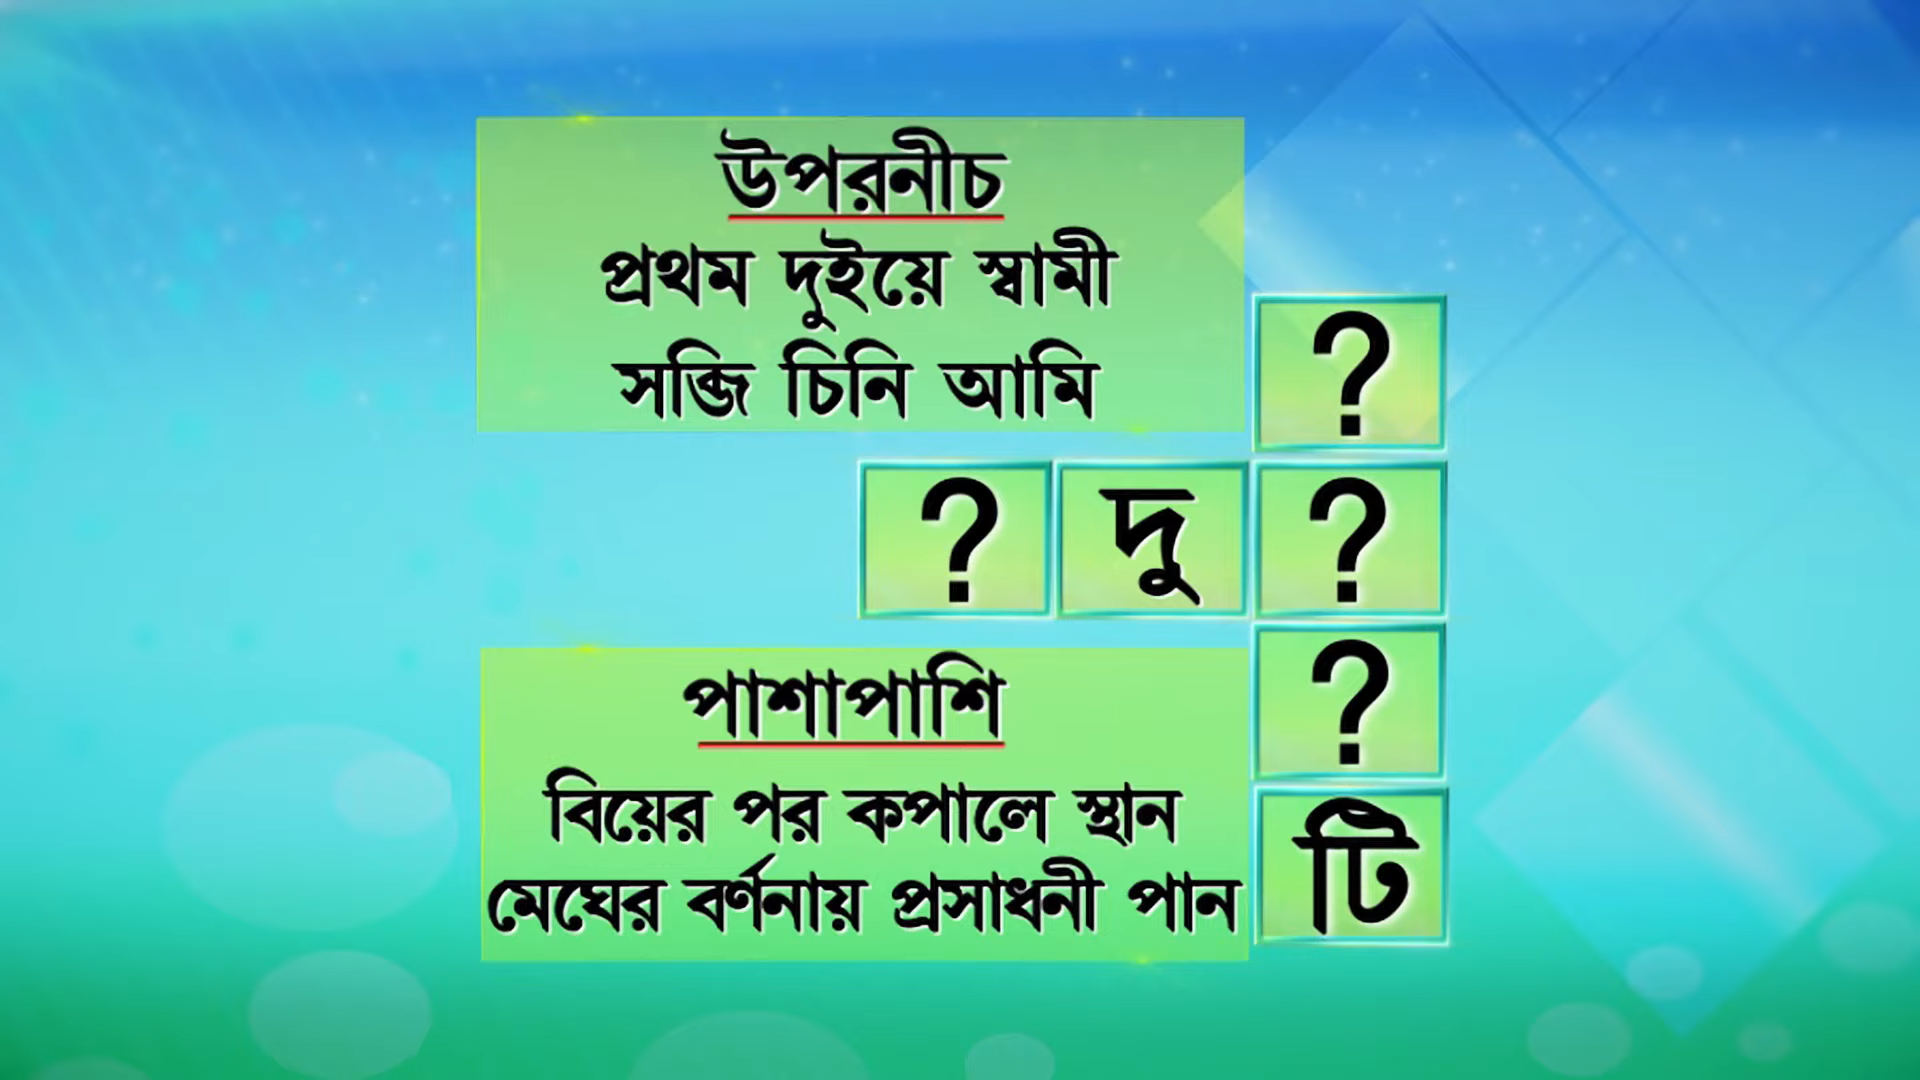 উপরনীচ
প্রথম দুইয়ে স্বামী
সব্জি চিনি আমি
?
? দু ?
?
টি
পাশাপাশি
বিয়ের পর কপালে স্থান
মেঘের বর্ণনায় প্রসাধনী পান